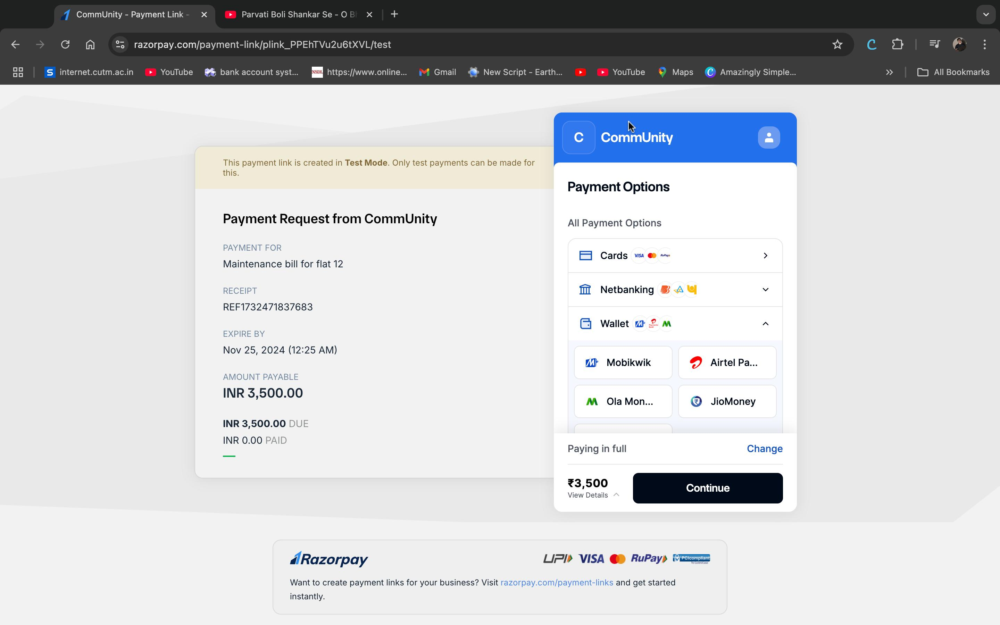 CommUnity - Payment Link -
Parvati Boli Shankar Se - O B
razorpay.com/payment-link/plink_PPEhTVu2u6tXVL/test
S internet.cutm.ac.in
YouTube
bank account syst...
NSDL https://www.online...
Gmail
New Script - Earth...
YouTube
Maps
Amazingly Simple...
All Bookmarks
This payment link is created in Test Mode. Only test payments can be made for
this.
Payment Request from CommUnity
PAYMENT FOR
Maintenance bill for flat 12
RECEIPT
REF1732471837683
EXPIRE BY
Nov 25, 2024 (12:25 AM)
AMOUNT PAYABLE
INR 3,500.00
INR 3,500.00 DUE
INR 0.00 PAID
C CommUnity
Payment Options
All Payment Options
Cards VISA RuPay
Netbanking
Wallet
Mobikwik
Airtel Pa...
Ola Mon...
JioMoney
Paying in full Change
₹3,500
View Details
Continue
Razorpay
UPI VISA RuPay PCIcompliant
by ControlCase
Want to create payment links for your business? Visit razorpay.com/payment-links and get started
instantly.